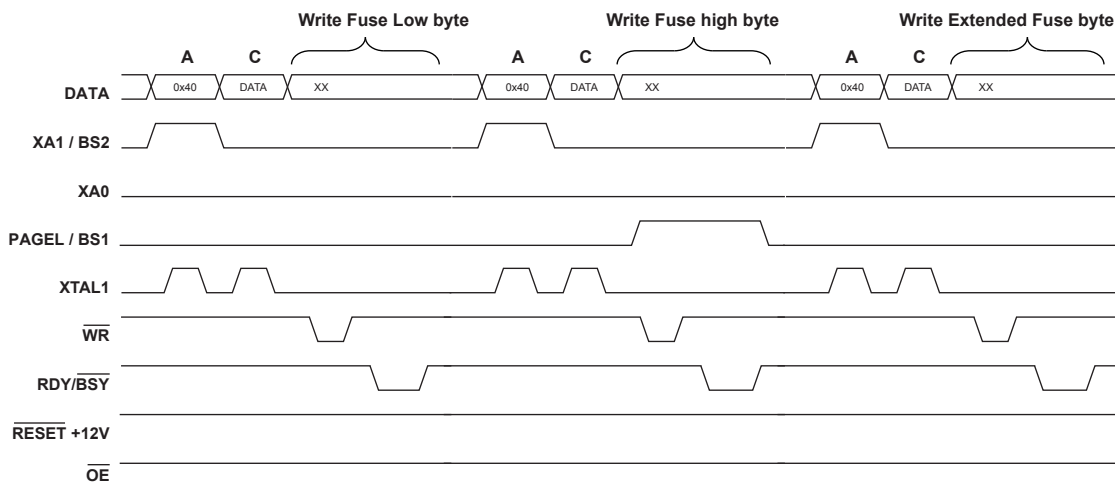 Write Fuse Low byte Write Fuse high byte Write Extended Fuse byte
A C A C A C
DATA 0x40 DATA XX 0x40 DATA XX 0x40 DATA XX
XA1 / BS2
XA0
PAGEL / BS1
XTAL1
WR
RDY/BSY
RESET +12V
OE